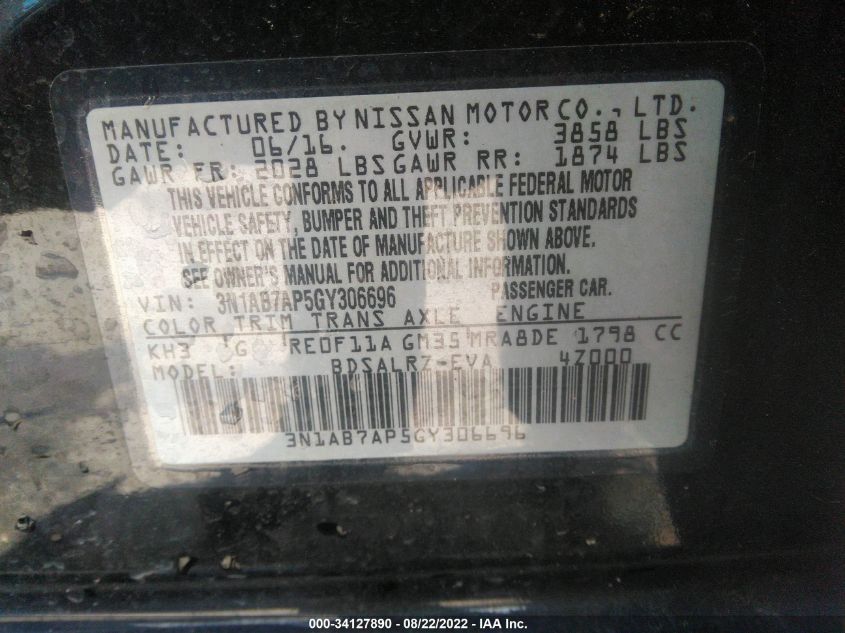 MANUFACTURED BY NISSAN MOTOR CO., LTD.
DATE: 06/16. GVWR: 3858 LBS
GAWR FR: 2028 LBS GAWR RR: 1874 LBS
THIS VEHICLE CONFORMS TO ALL APPLICABLE FEDERAL MOTOR
VEHICLE SAFETY, BUMPER AND THEFT PREVENTION STANDARDS
IN EFFECT ON THE DATE OF MANUFACTURE SHOWN ABOVE.
SEE OWNER'S MANUAL FOR ADDITIONAL INFORMATION.
VIN: 3N1AB7AP5GY306696 PASSENGER CAR.
COLOR TRIM TRANS AXLE ENGINE
KH3 G RE0F11A GM35 MRA8DE 1798 CC
MODEL: BDSALRZ-EVA 4Z000
3N1AB7AP5GY306696
000-34127890 - 08/22/2022 - IAA Inc.